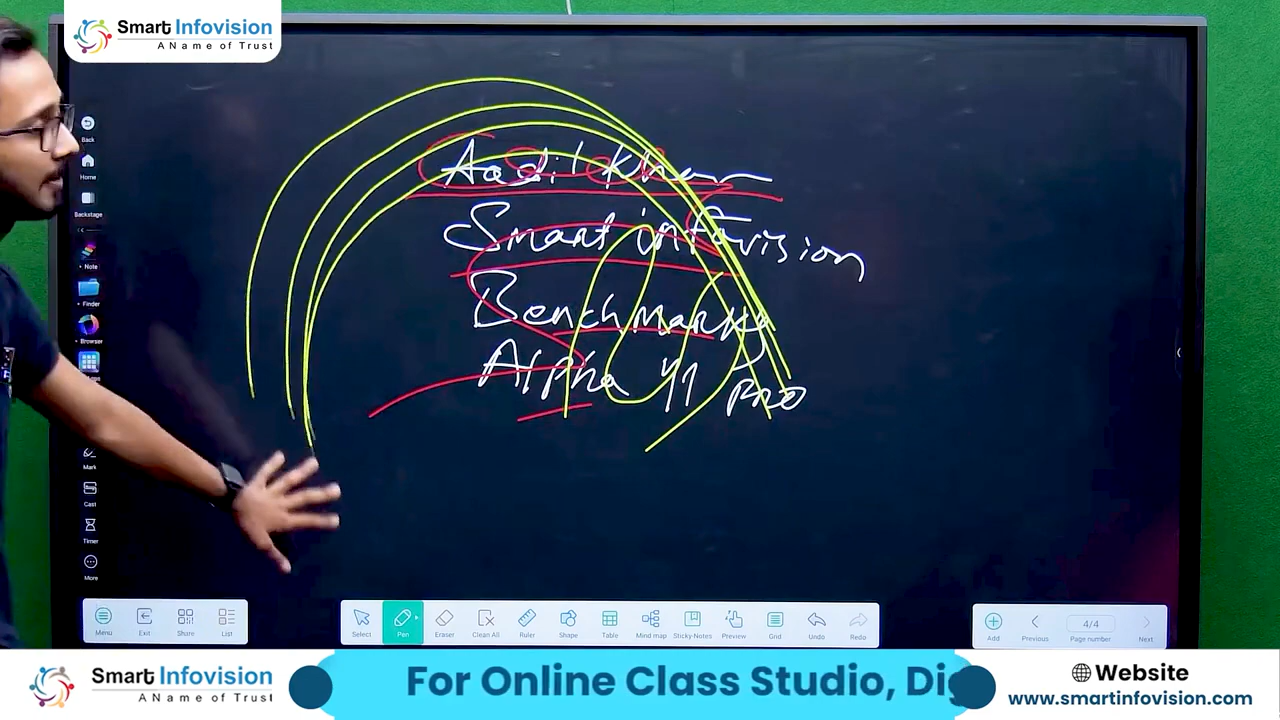 Smart Infovision
A Name of Trust
Back
Home
Backstage
Note
Finder
Browser
Mark
Cast
Timer
More
Aadil Khan
Smart infovision
Benchmarq
Alpha Y1 Pro
Menu Exit Share List
Select Pen Eraser Clean All Ruler Shape Table Mind map Sticky-Notes Preview Grid Undo Redo
Add Previous 4/4 Page number Next
Smart Infovision
A Name of Trust
For Online Class Studio, Dig
Website
www.smartinfovision.com